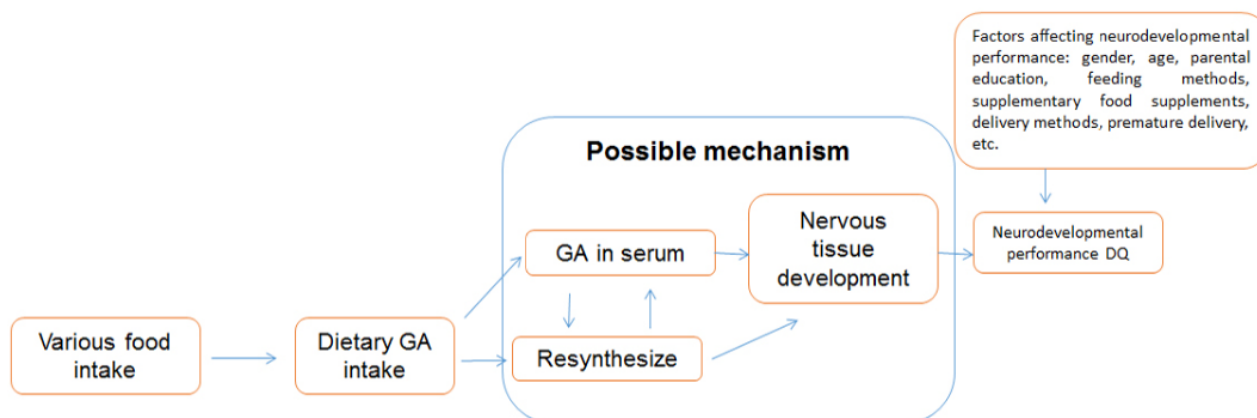 Factors affecting neurodevelopmental
performance: gender, age, parental
education, feeding methods,
supplementary food supplements,
delivery methods, premature delivery,
etc.
Possible mechanism
Nervous
tissue
development
GA in serum
Neurodevelopmental
performance DQ
Various food
intake
Dietary GA
intake
Resynthesize